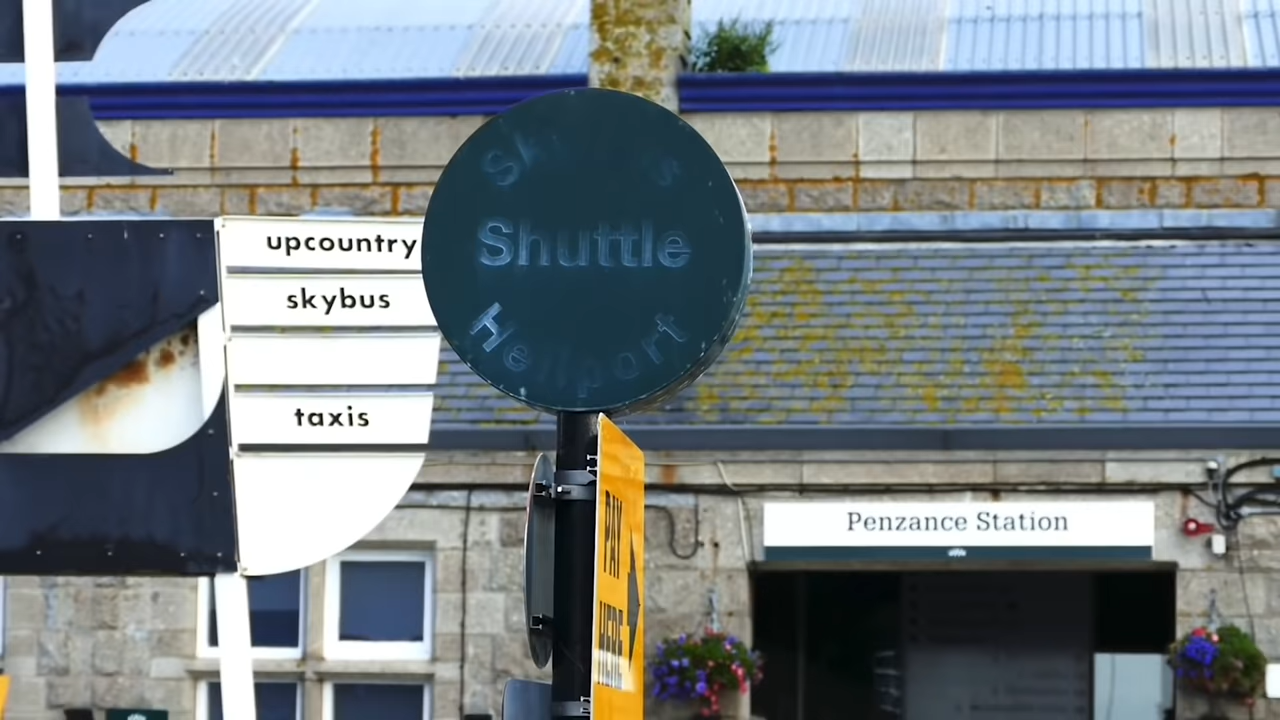 upcountry
skybus
taxis
Shuttle
Heliport
PAY
HERE
Penzance Station